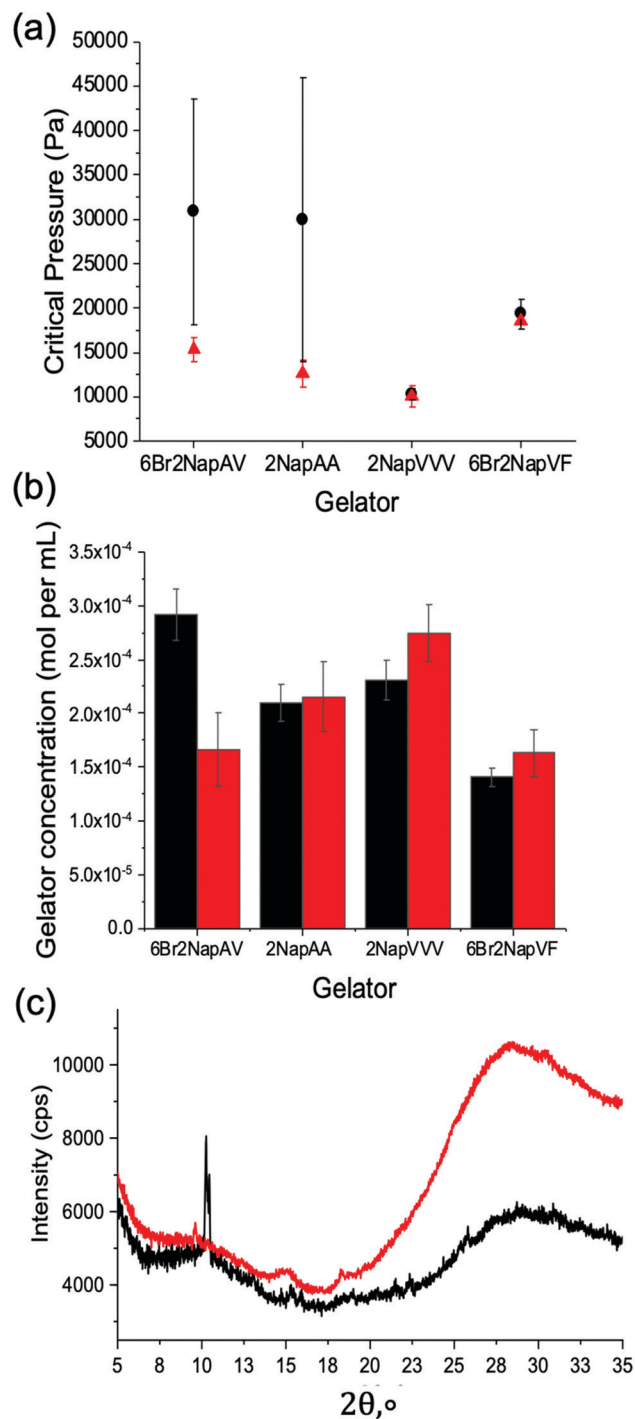 (a)
50000
45000
40000
35000
30000
25000
20000
15000
10000
5000
Critical Pressure (Pa)
6Br2NapAV 2NapAA 2NapVVV 6Br2NapVF
Gelator
(b)
3.5x10⁻⁴
3.0x10⁻⁴
2.5x10⁻⁴
2.0x10⁻⁴
1.5x10⁻⁴
1.0x10⁻⁴
5.0x10⁻⁵
0.0
Gelator concentration (mol per mL)
6Br2NapAV 2NapAA 2NapVVV 6Br2NapVF
Gelator
(c)
10000
8000
6000
4000
Intensity (cps)
5 8 10 13 15 18 20 23 25 28 30 33 35
2θ,∘